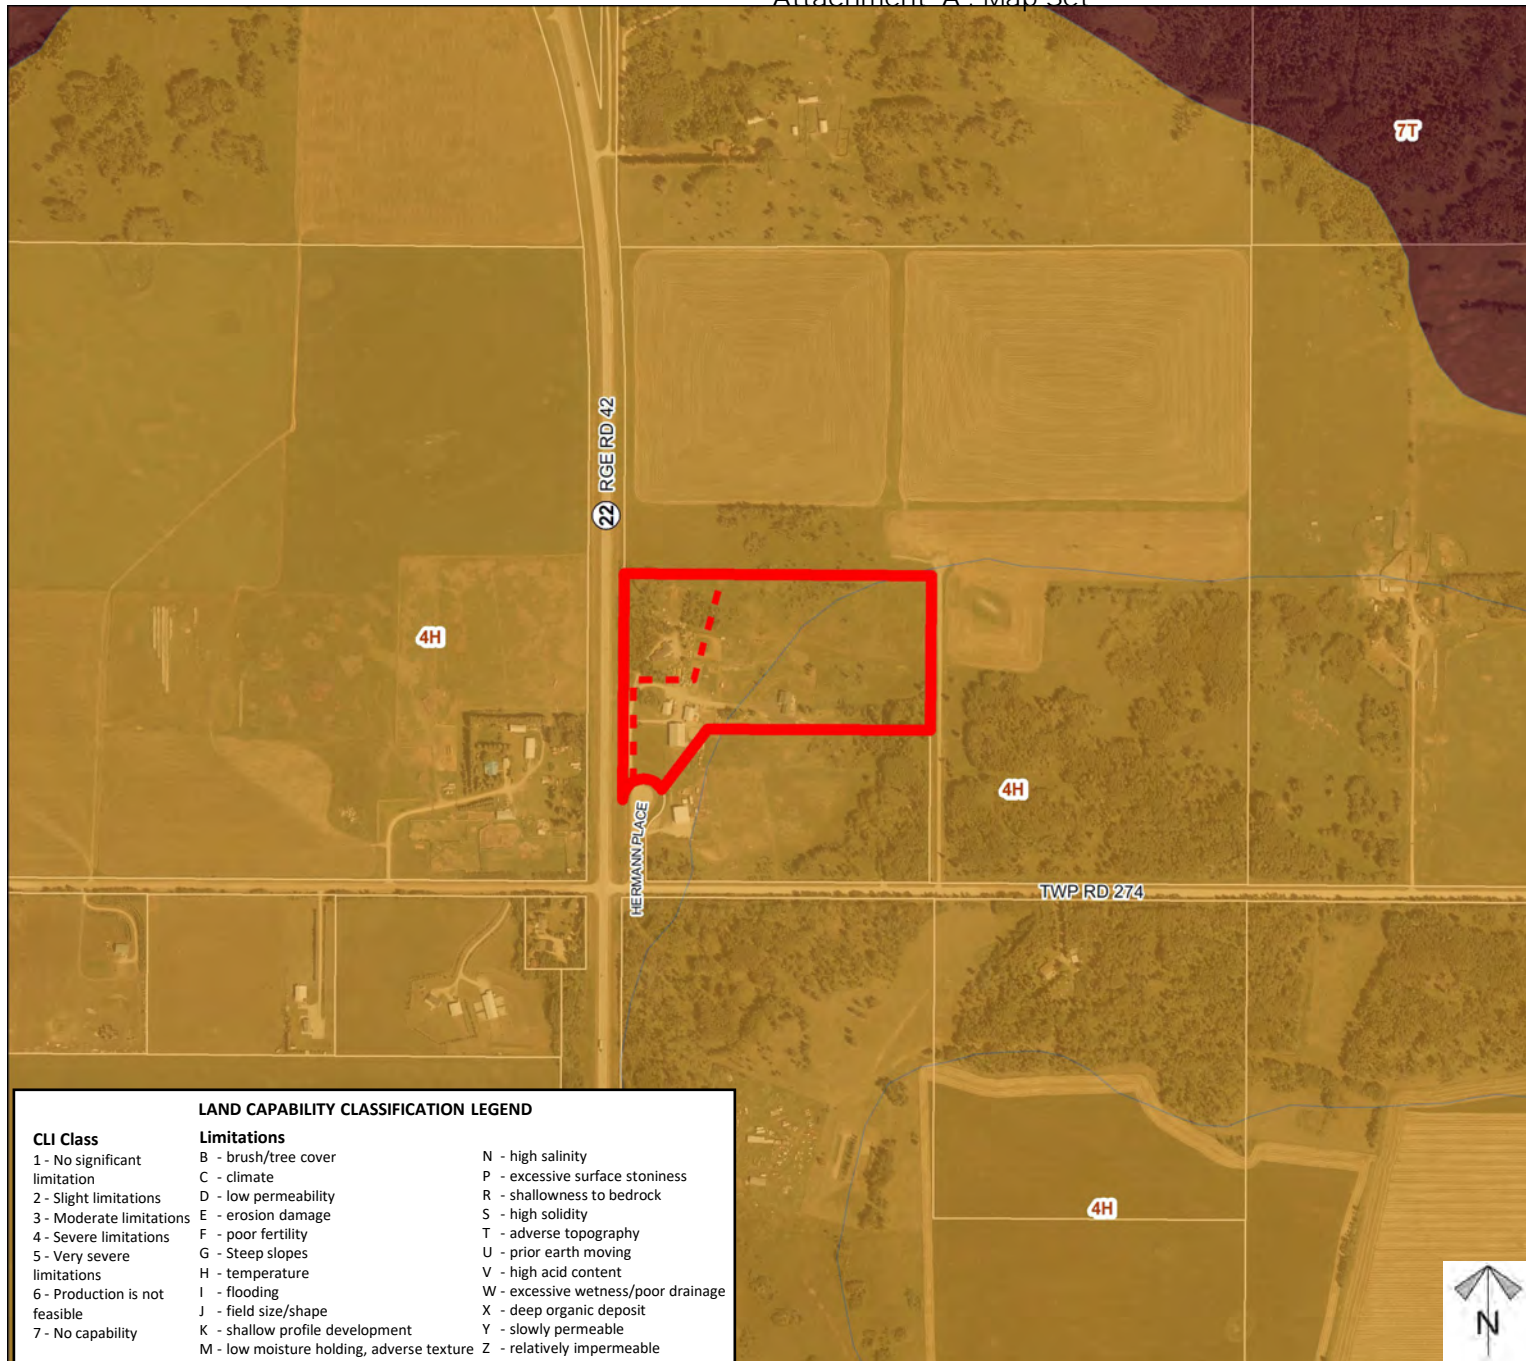 Attachment 'A': Map Set
7T
RGE RD 42
22
4H
4H
HERMANN PLACE
TWP RD 274
4H
LAND CAPABILITY CLASSIFICATION LEGEND
CLI Class
1 - No significant
limitation
2 - Slight limitations
3 - Moderate limitations
4 - Severe limitations
5 - Very severe
limitations
6 - Production is not
feasible
7 - No capability
Limitations
B - brush/tree cover
C - climate
D - low permeability
E - erosion damage
F - poor fertility
G - Steep slopes
H - temperature
I - flooding
J - field size/shape
K - shallow profile development
M - low moisture holding, adverse texture
N - high salinity
P - excessive surface stoniness
R - shallowness to bedrock
S - high solidity
T - adverse topography
U - prior earth moving
V - high acid content
W - excessive wetness/poor drainage
X - deep organic deposit
Y - slowly permeable
Z - relatively impermeable
N